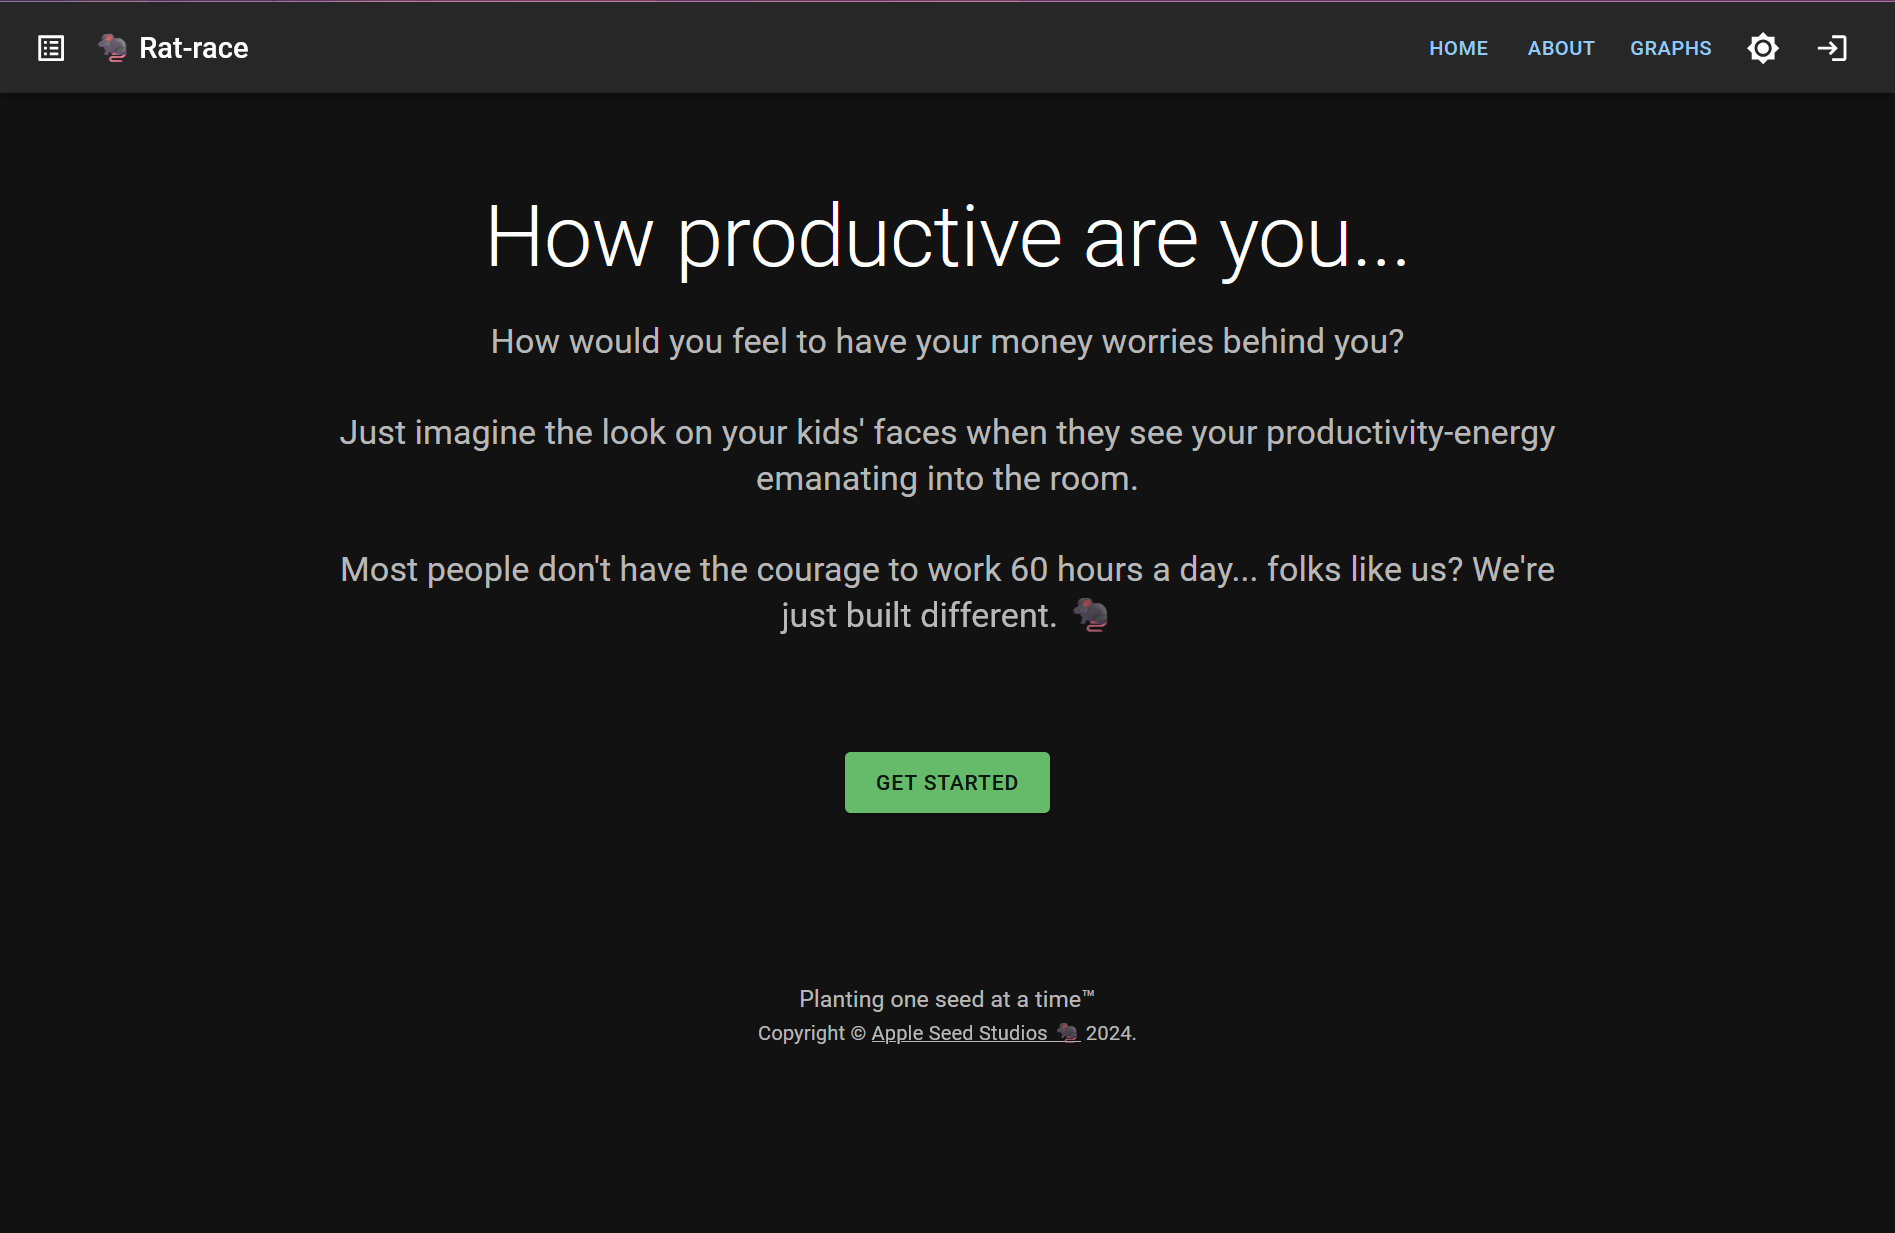 🐀 Rat-race
HOME ABOUT GRAPHS
How productive are you...
How would you feel to have your money worries behind you?
Just imagine the look on your kids' faces when they see your productivity-energy
emanating into the room.
Most people don't have the courage to work 60 hours a day... folks like us? We're
just built different. 🐀
GET STARTED
Planting one seed at a time™
Copyright © Apple Seed Studios 🐀 2024.